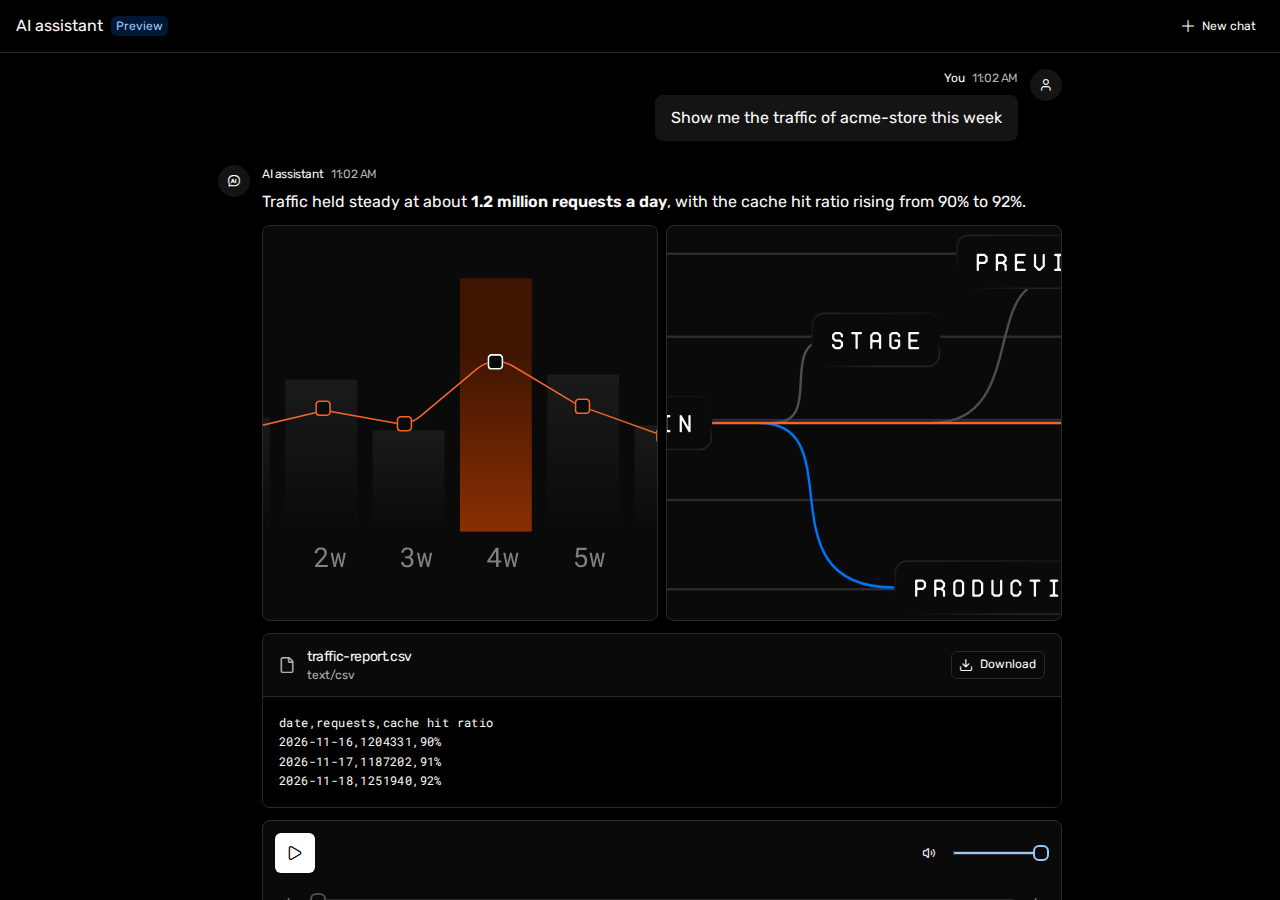 AI assistant Preview
New chat
You 11:02 AM
Show me the traffic of acme-store this week
AI
AI assistant 11:02 AM
Traffic held steady at about 1.2 million requests a day, with the cache hit ratio rising from 90% to 92%.
2w 3w 4w 5w
PREVI
STAGE
IN
PRODUCTI
traffic-report.csv
text/csv
Download
date,requests,cache hit ratio
2026-11-16,1204331,90%
2026-11-17,1187202,91%
2026-11-18,1251940,92%